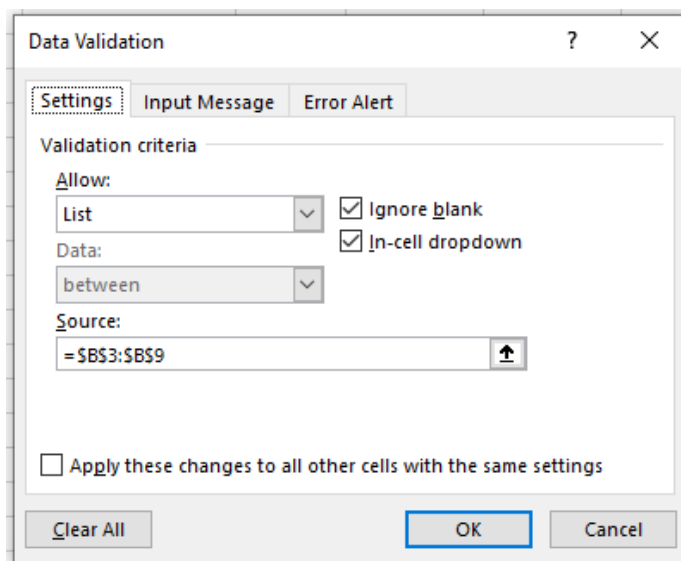 Data Validation ? ×
Settings Input Message Error Alert
Validation criteria
Allow:
List
Ignore blank
In-cell dropdown
Data:
between
Source:
=$B$3:$B$9
Apply these changes to all other cells with the same settings
Clear All OK Cancel